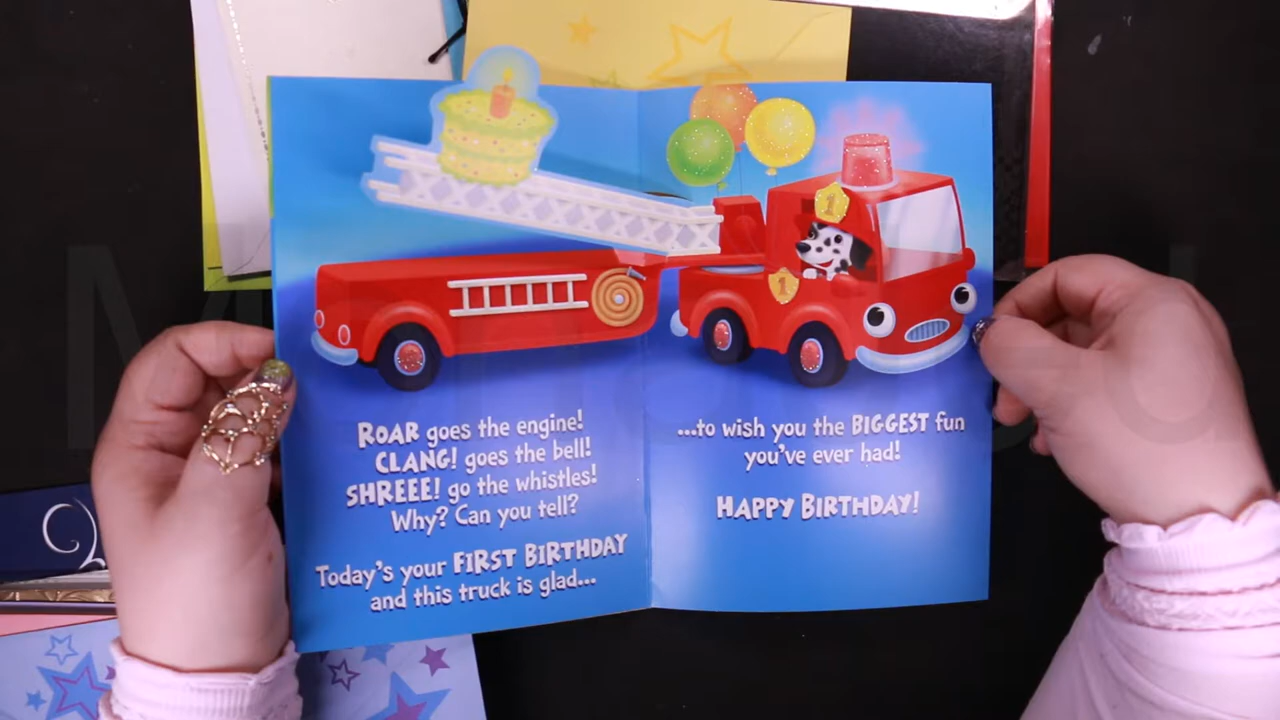 1
1
ROAR goes the engine!
CLANG! goes the bell!
SHREEE! go the whistles!
Why? Can you tell?
Today's your FIRST BIRTHDAY
and this truck is glad...
...to wish you the BIGGEST fun
you've ever had!
HAPPY BIRTHDAY!